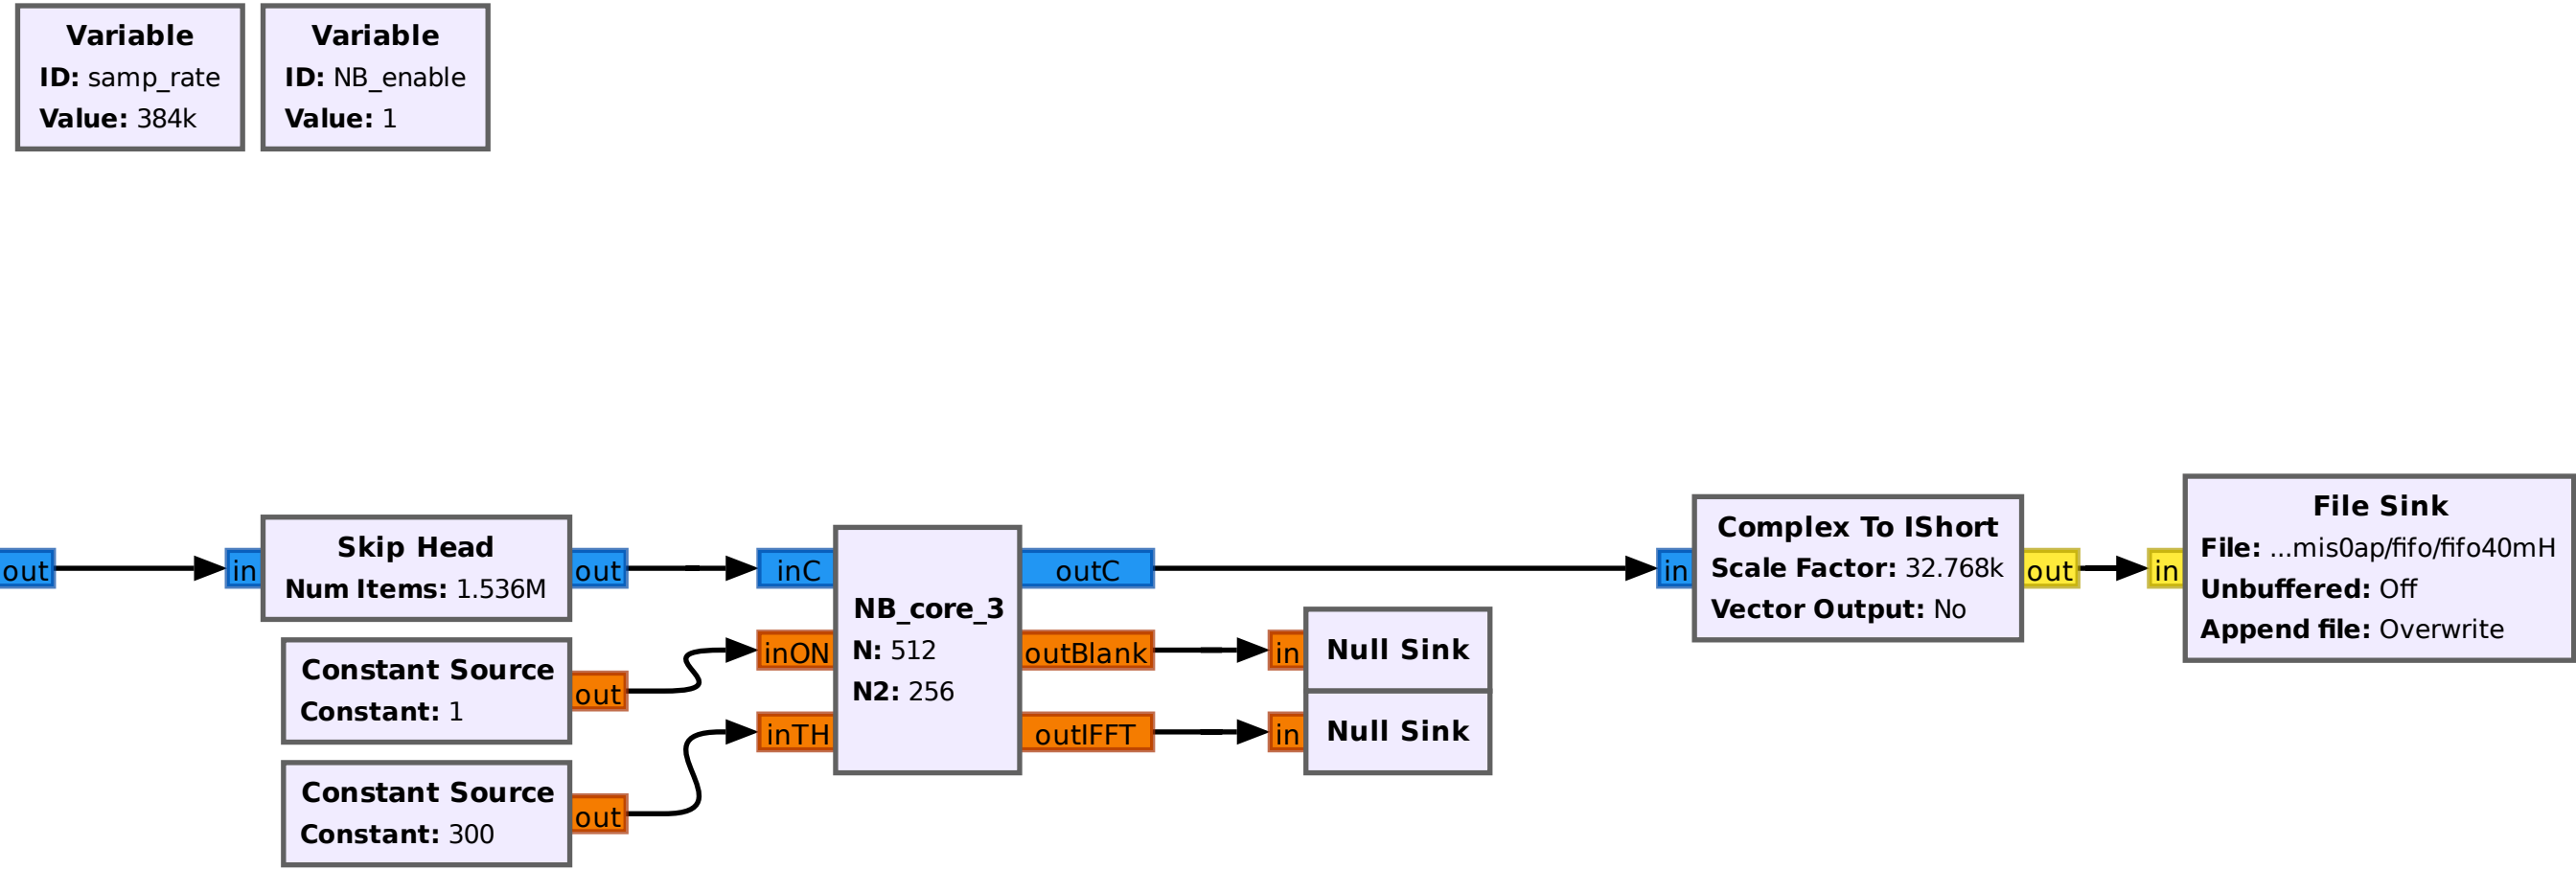 Variable
ID: samp_rate
Value: 384k
Variable
ID: NB_enable
Value: 1
out
in
Skip Head
Num Items: 1.536M
out
Constant Source
Constant: 1
out
Constant Source
Constant: 300
out
inC
inON
inTH
NB_core_3
N: 512
N2: 256
outC
outBlank
outIFFT
in
Null Sink
in
Null Sink
in
Complex To IShort
Scale Factor: 32.768k
Vector Output: No
out
in
File Sink
File: ...mis0ap/fifo/fifo40mH
Unbuffered: Off
Append file: Overwrite